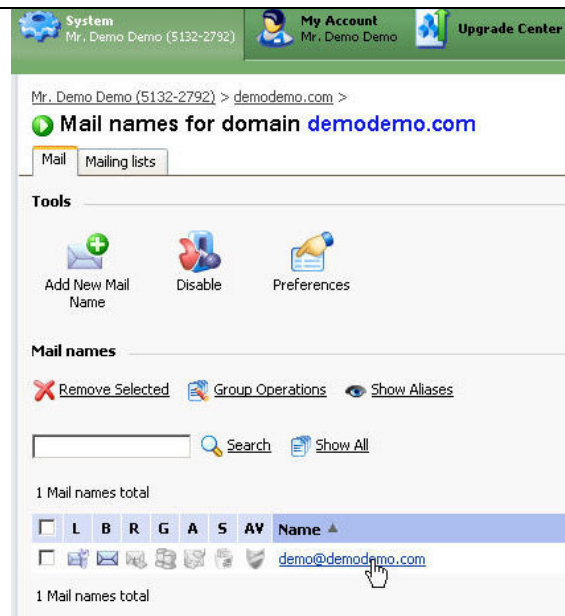 System
Mr. Demo Demo (5132-2792)
My Account
Mr. Demo Demo
Upgrade Center
Mr. Demo Demo (5132-2792) > demodemo.com >
Mail names for domain demodemo.com
Mail
Mailing lists
Tools
Add New Mail Name
Disable
Preferences
Mail names
Remove Selected
Group Operations
Show Aliases
Search
Show All
1 Mail names total
L B R G A S AV Name
demo@demodemo.com
1 Mail names total